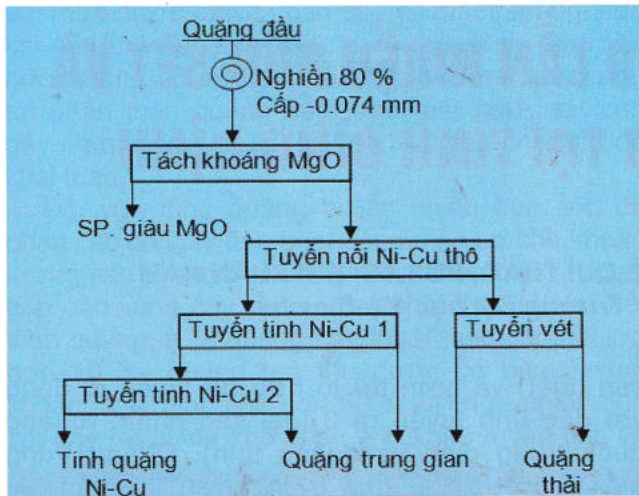 Quặng đầu
Nghiền 80 %
Cấp -0.074 mm
Tách khoáng MgO
SP. giàu MgO
Tuyển nổi Ni-Cu thô
Tuyển tinh Ni-Cu 1
Tuyển vét
Tuyển tinh Ni-Cu 2
Tinh quặng
Ni-Cu
Quặng trung gian
Quặng
thải